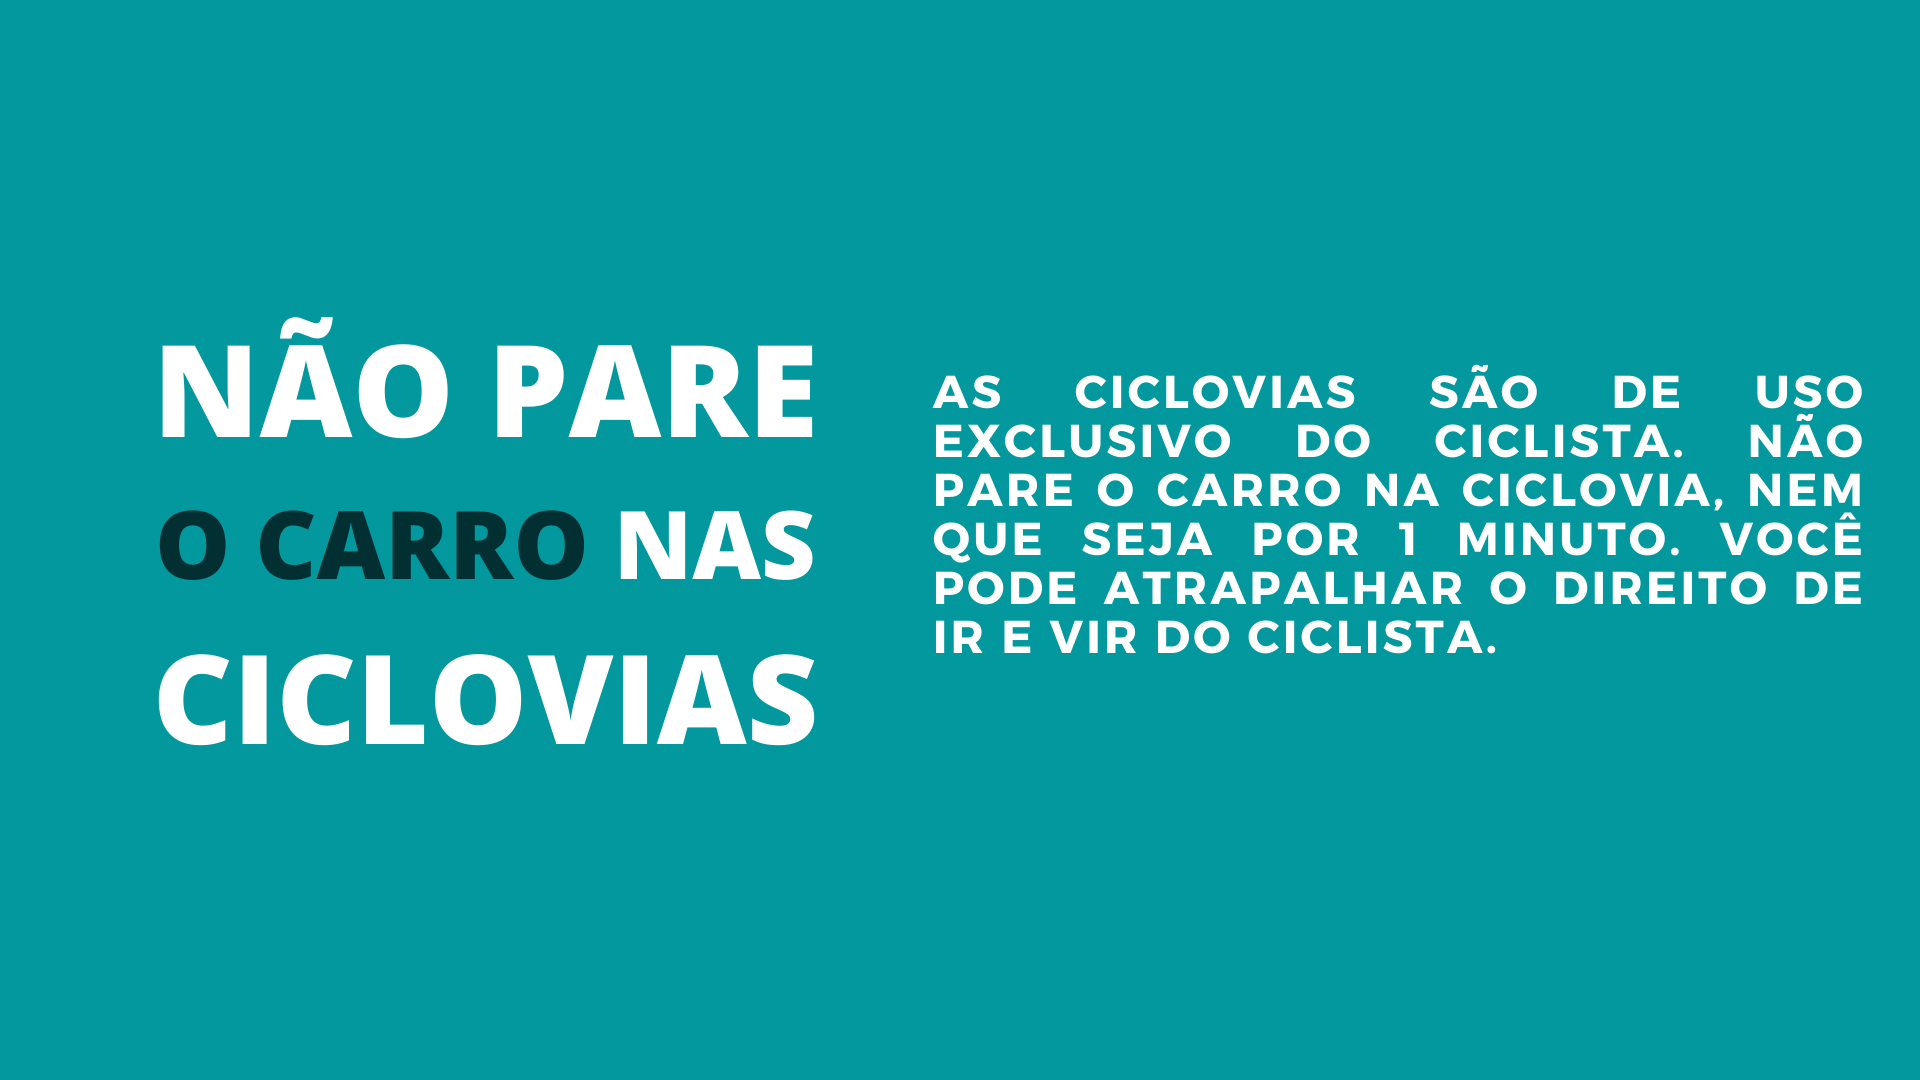 NÃO PARE
O CARRO NAS
CICLOVIAS
AS CICLOVIAS SÃO DE USO
EXCLUSIVO DO CICLISTA. NÃO
PARE O CARRO NA CICLOVIA, NEM
QUE SEJA POR 1 MINUTO. VOCÊ
PODE ATRAPALHAR O DIREITO DE
IR E VIR DO CICLISTA.